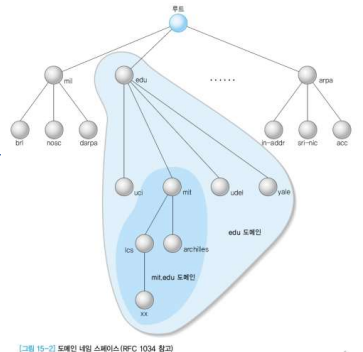 루트
mil
edu
......
arpa
bri
nosc
darpa
in-addr
sri-nic
acc
uci
mit
udel
yale
edu 도메인
ics
archilles
mit.edu 도메인
xx
[그림 15-2] 도메인 네임 스페이스(RFC 1034 참고)